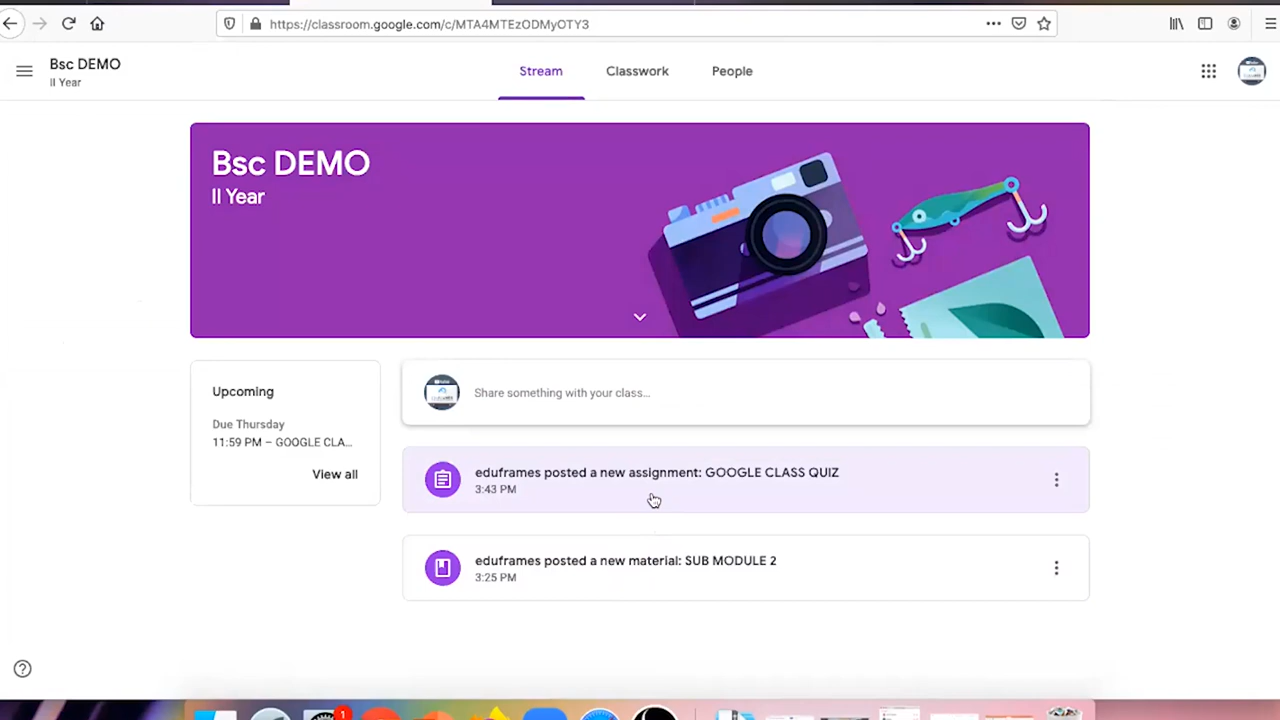 https://classroom.google.com/c/MTA4MTEzODMyOTY3
Bsc DEMO
II Year
Stream
Classwork
People
Bsc DEMO
II Year
Upcoming
Due Thursday
11:59 PM – GOOGLE CLA...
View all
Share something with your class...
eduframes posted a new assignment: GOOGLE CLASS QUIZ
3:43 PM
eduframes posted a new material: SUB MODULE 2
3:25 PM
1